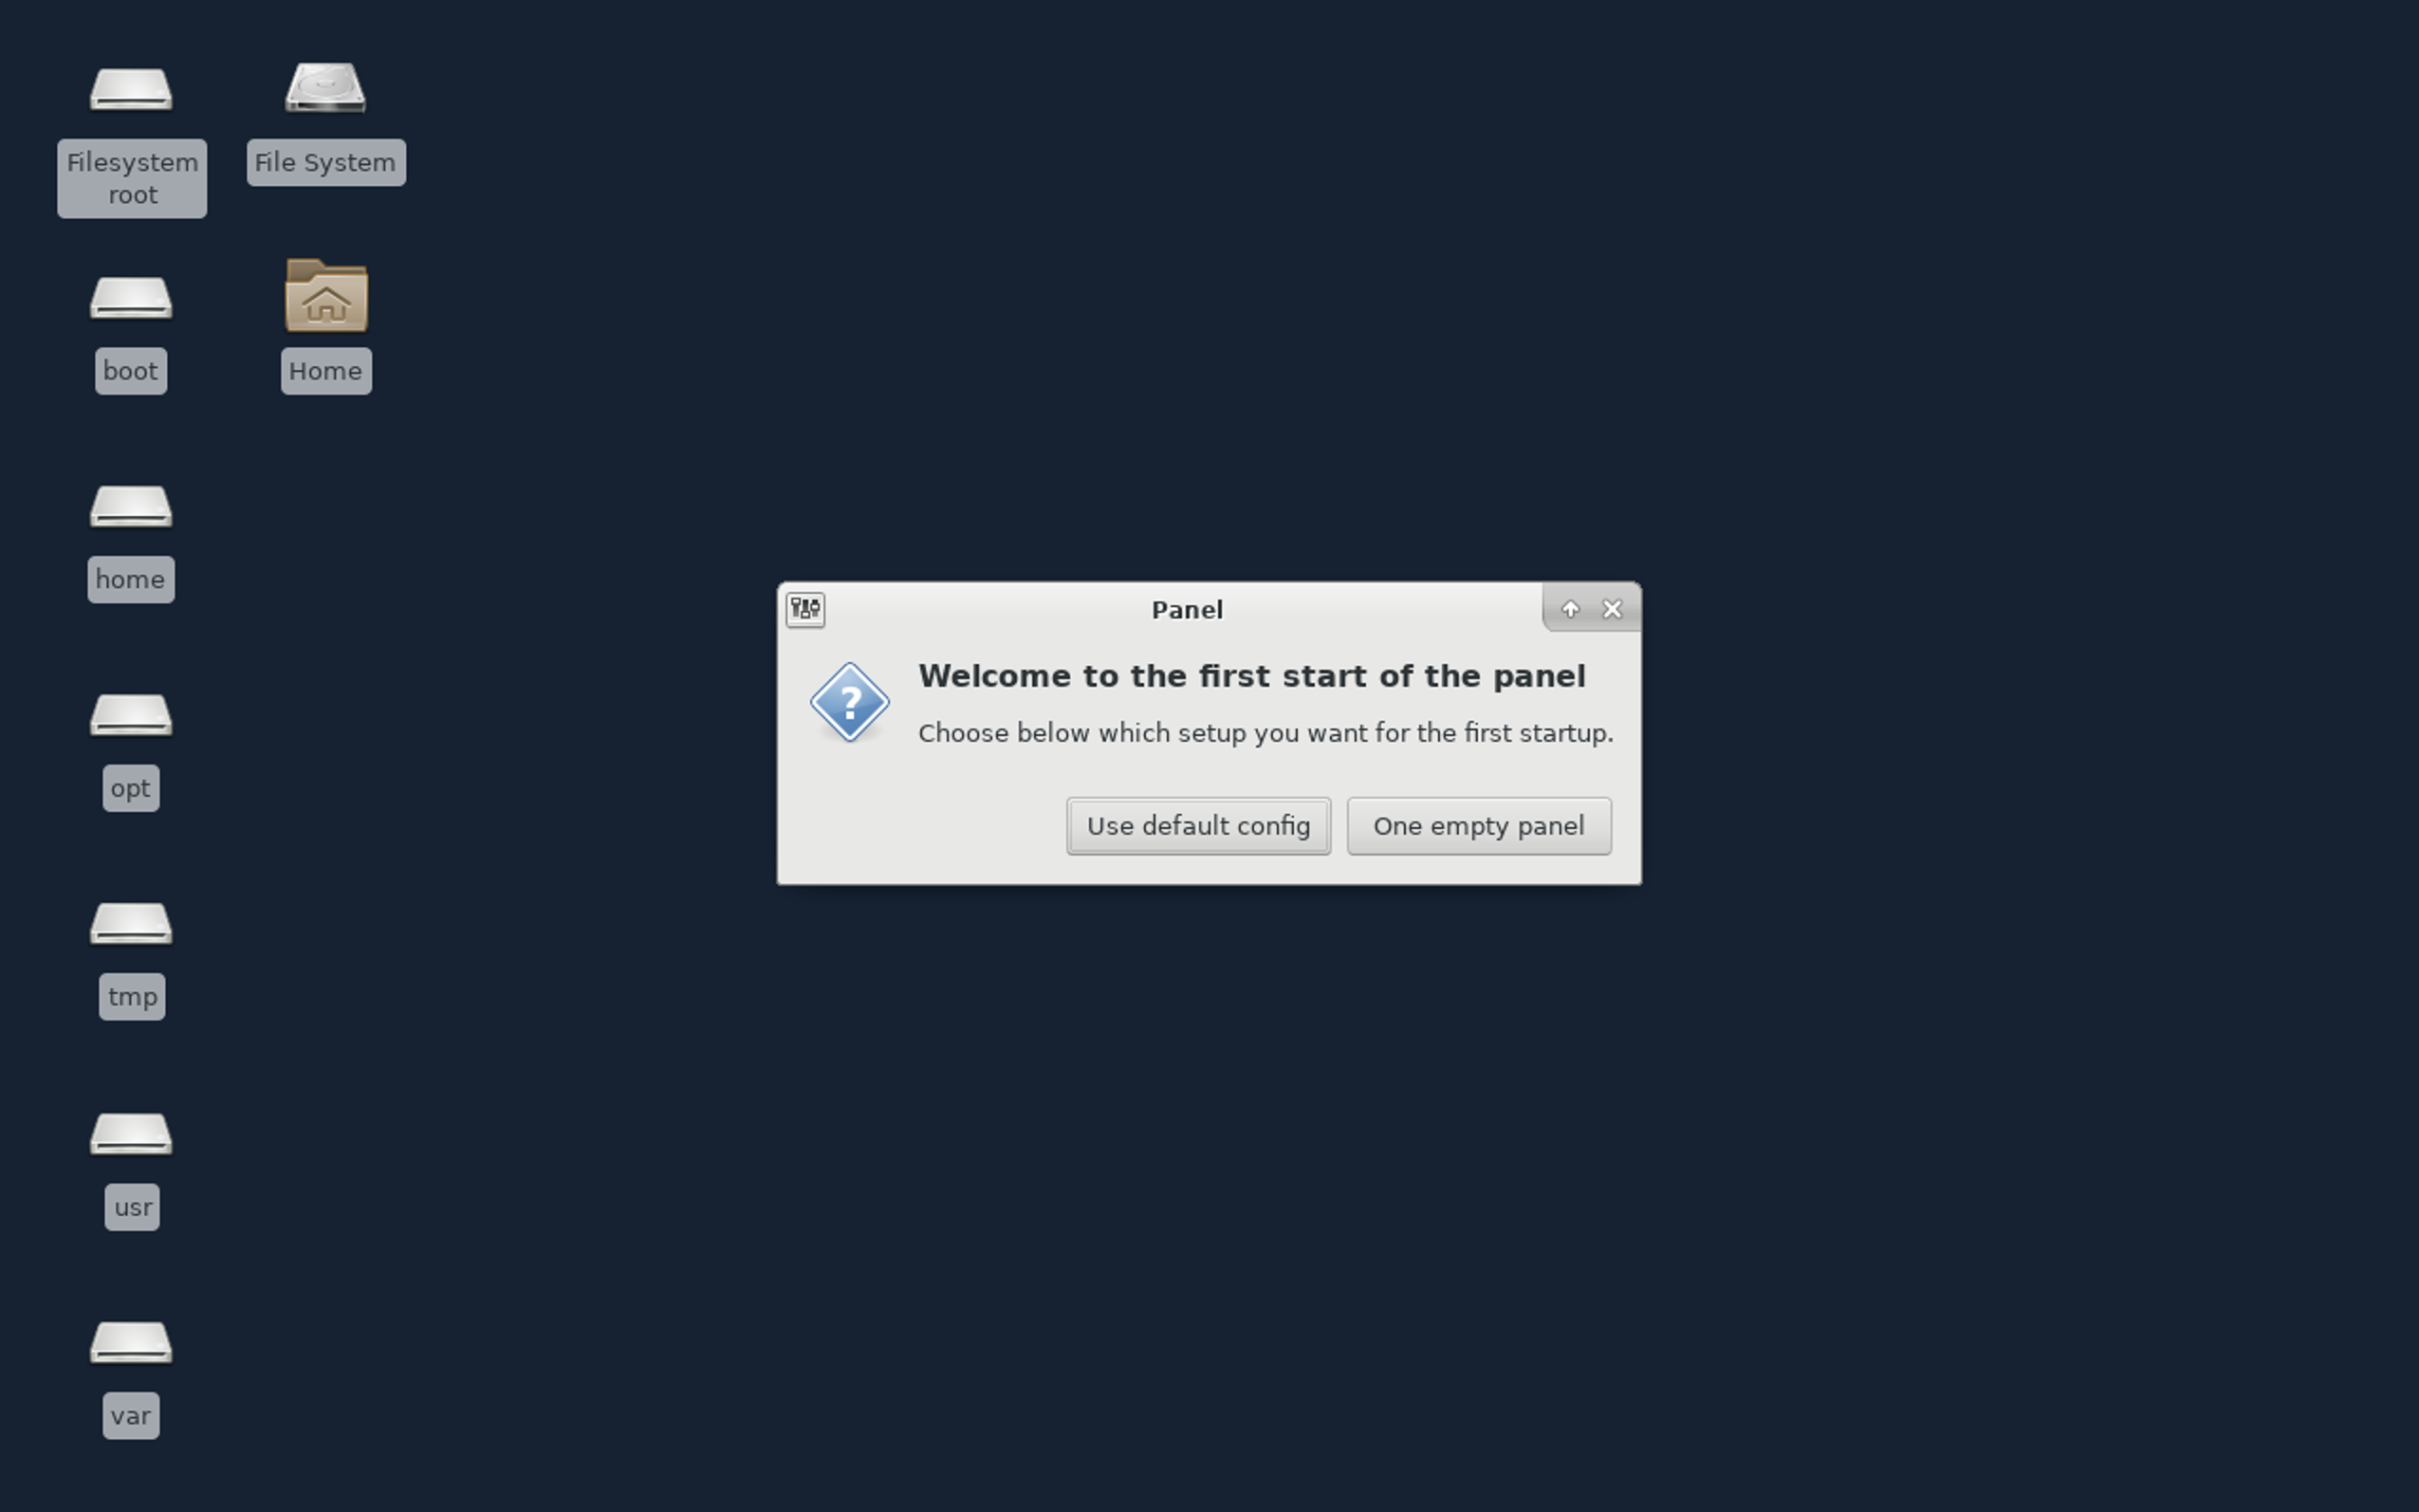 Filesystem
root
File System
boot
Home
home
opt
tmp
usr
var
Panel
?
Welcome to the first start of the panel
Choose below which setup you want for the first startup.
Use default config
One empty panel